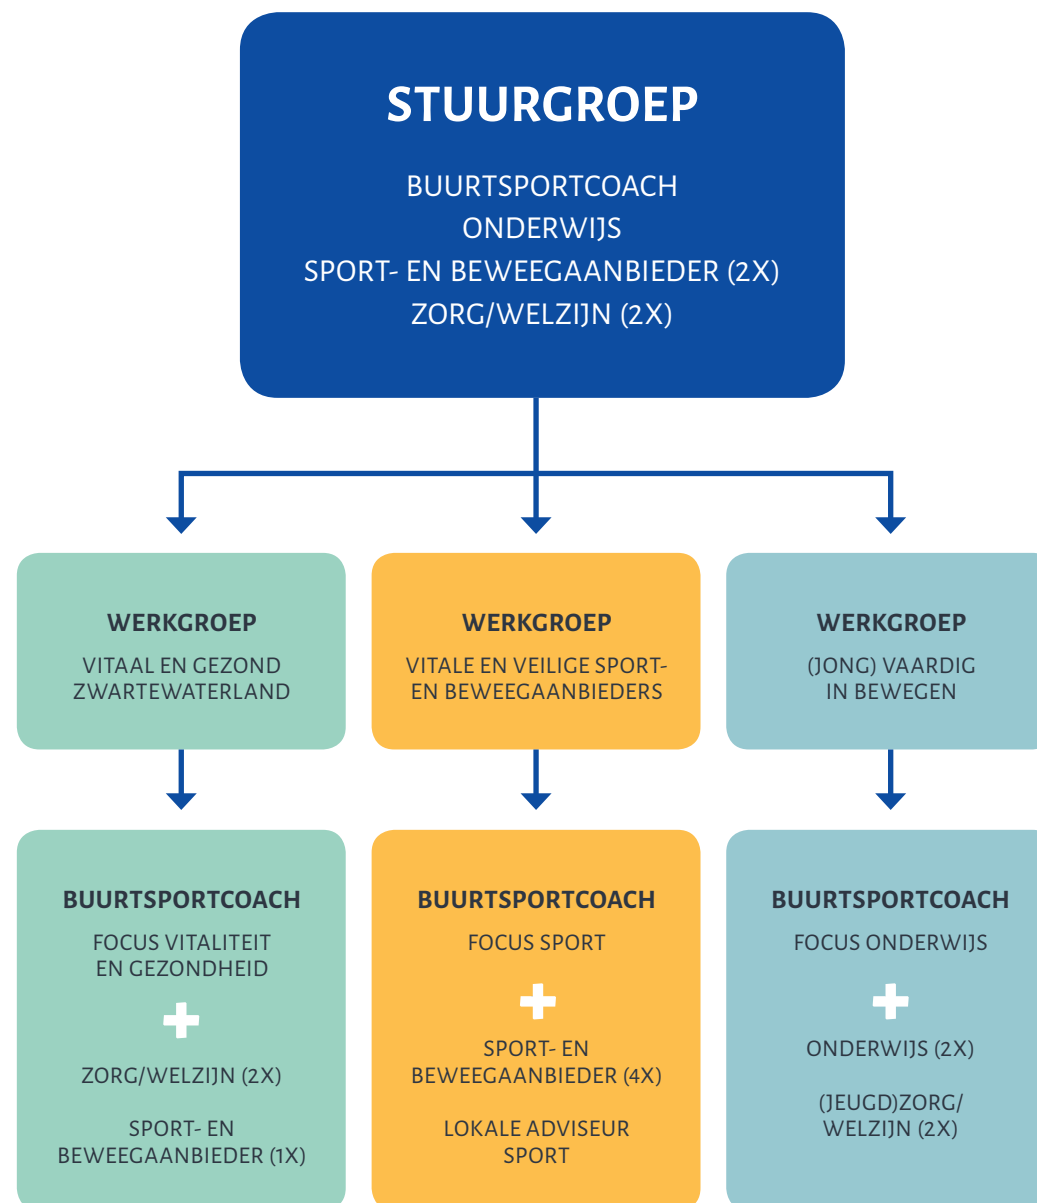 STUURGROEP
BUURTSPORTCOACH
ONDERWIJS
SPORT- EN BEWEEGAANBIEDER (2X)
ZORG/WELZIJN (2X)
WERKGROEP
VITAAL EN GEZOND
ZWARTEWATERLAND
WERKGROEP
VITALE EN VEILIGE SPORT-
EN BEWEEGAANBIEDERS
WERKGROEP
(JONG) VAARDIG
IN BEWEGEN
BUURTSPORTCOACH
FOCUS VITALITEIT
EN GEZONDHEID
ZORG/WELZIJN (2X)
SPORT- EN
BEWEEGAANBIEDER (1X)
BUURTSPORTCOACH
FOCUS SPORT
SPORT- EN
BEWEEGAANBIEDER (4X)
LOKALE ADVISEUR
SPORT
BUURTSPORTCOACH
FOCUS ONDERWIJS
ONDERWIJS (2X)
(JEUGD)ZORG/
WELZIJN (2X)